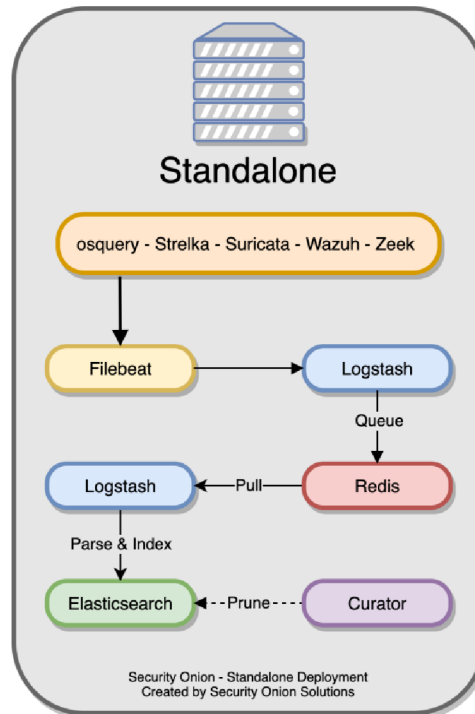 Standalone
osquery - Strelka - Suricata - Wazuh - Zeek
Filebeat
Logstash
Queue
Logstash
Pull
Redis
Parse & Index
Elasticsearch
Prune
Curator
Security Onion - Standalone Deployment
Created by Security Onion Solutions